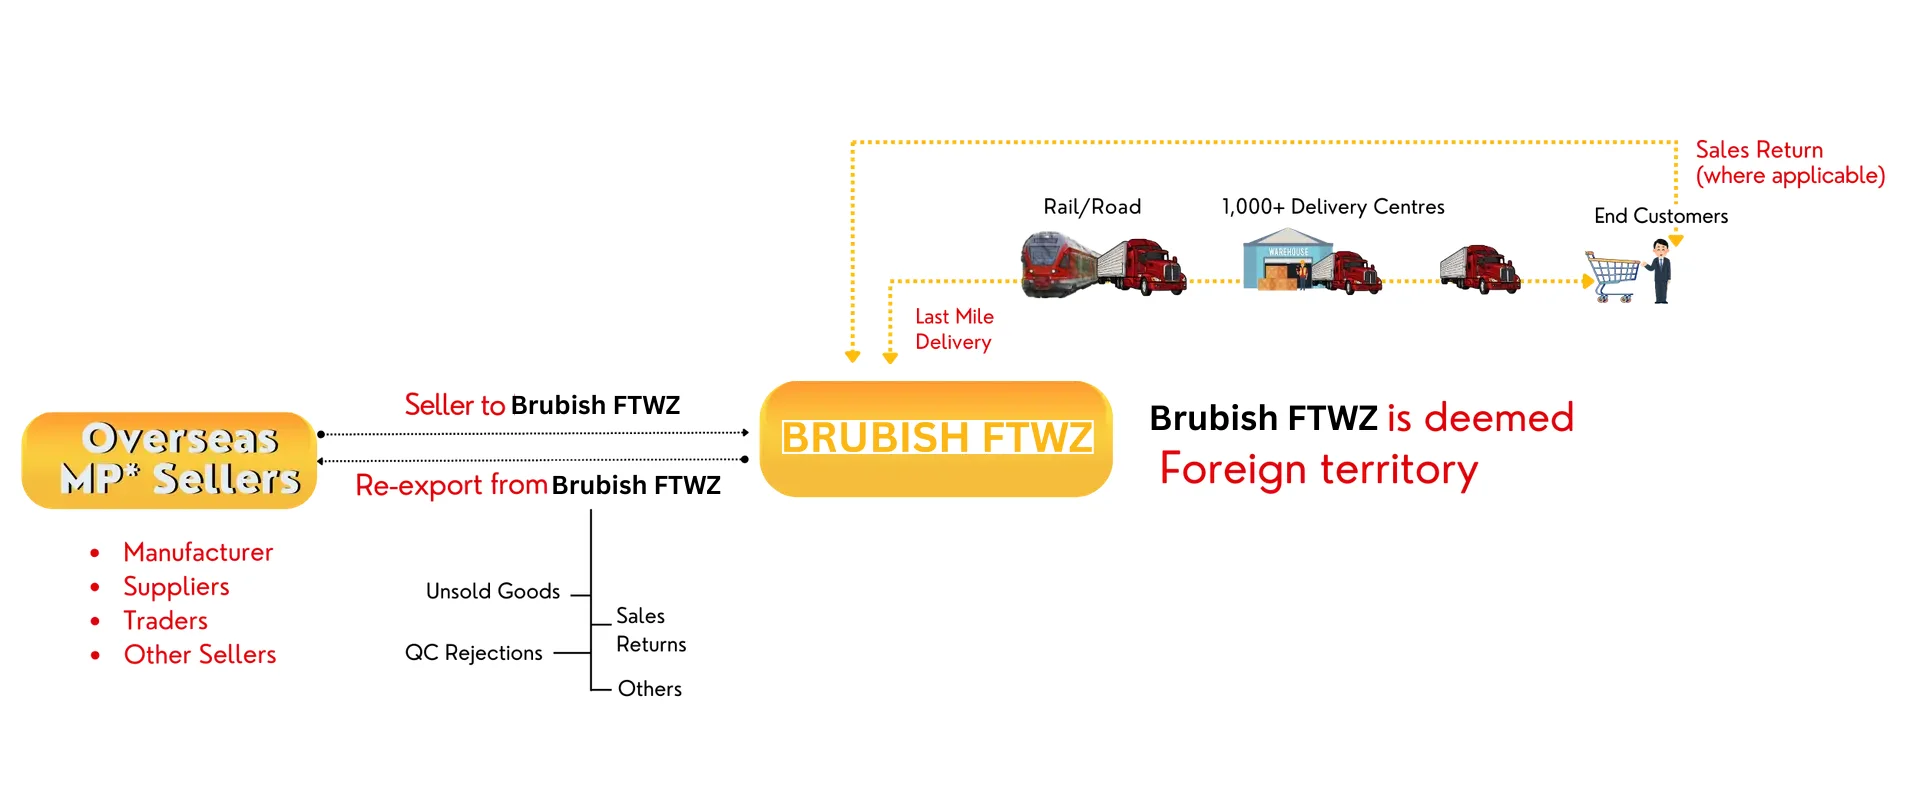 Sales Return
(where applicable)
Rail/Road
1,000+ Delivery Centres
End Customers
WAREHOUSE
Last Mile
Delivery
Seller to Brubish FTWZ
Overseas
MP* Sellers
BRUBISH FTWZ
Brubish FTWZ is deemed
Foreign territory
Re-export from Brubish FTWZ
• Manufacturer
• Suppliers
• Traders
• Other Sellers
Unsold Goods
Sales
Returns
QC Rejections
Others